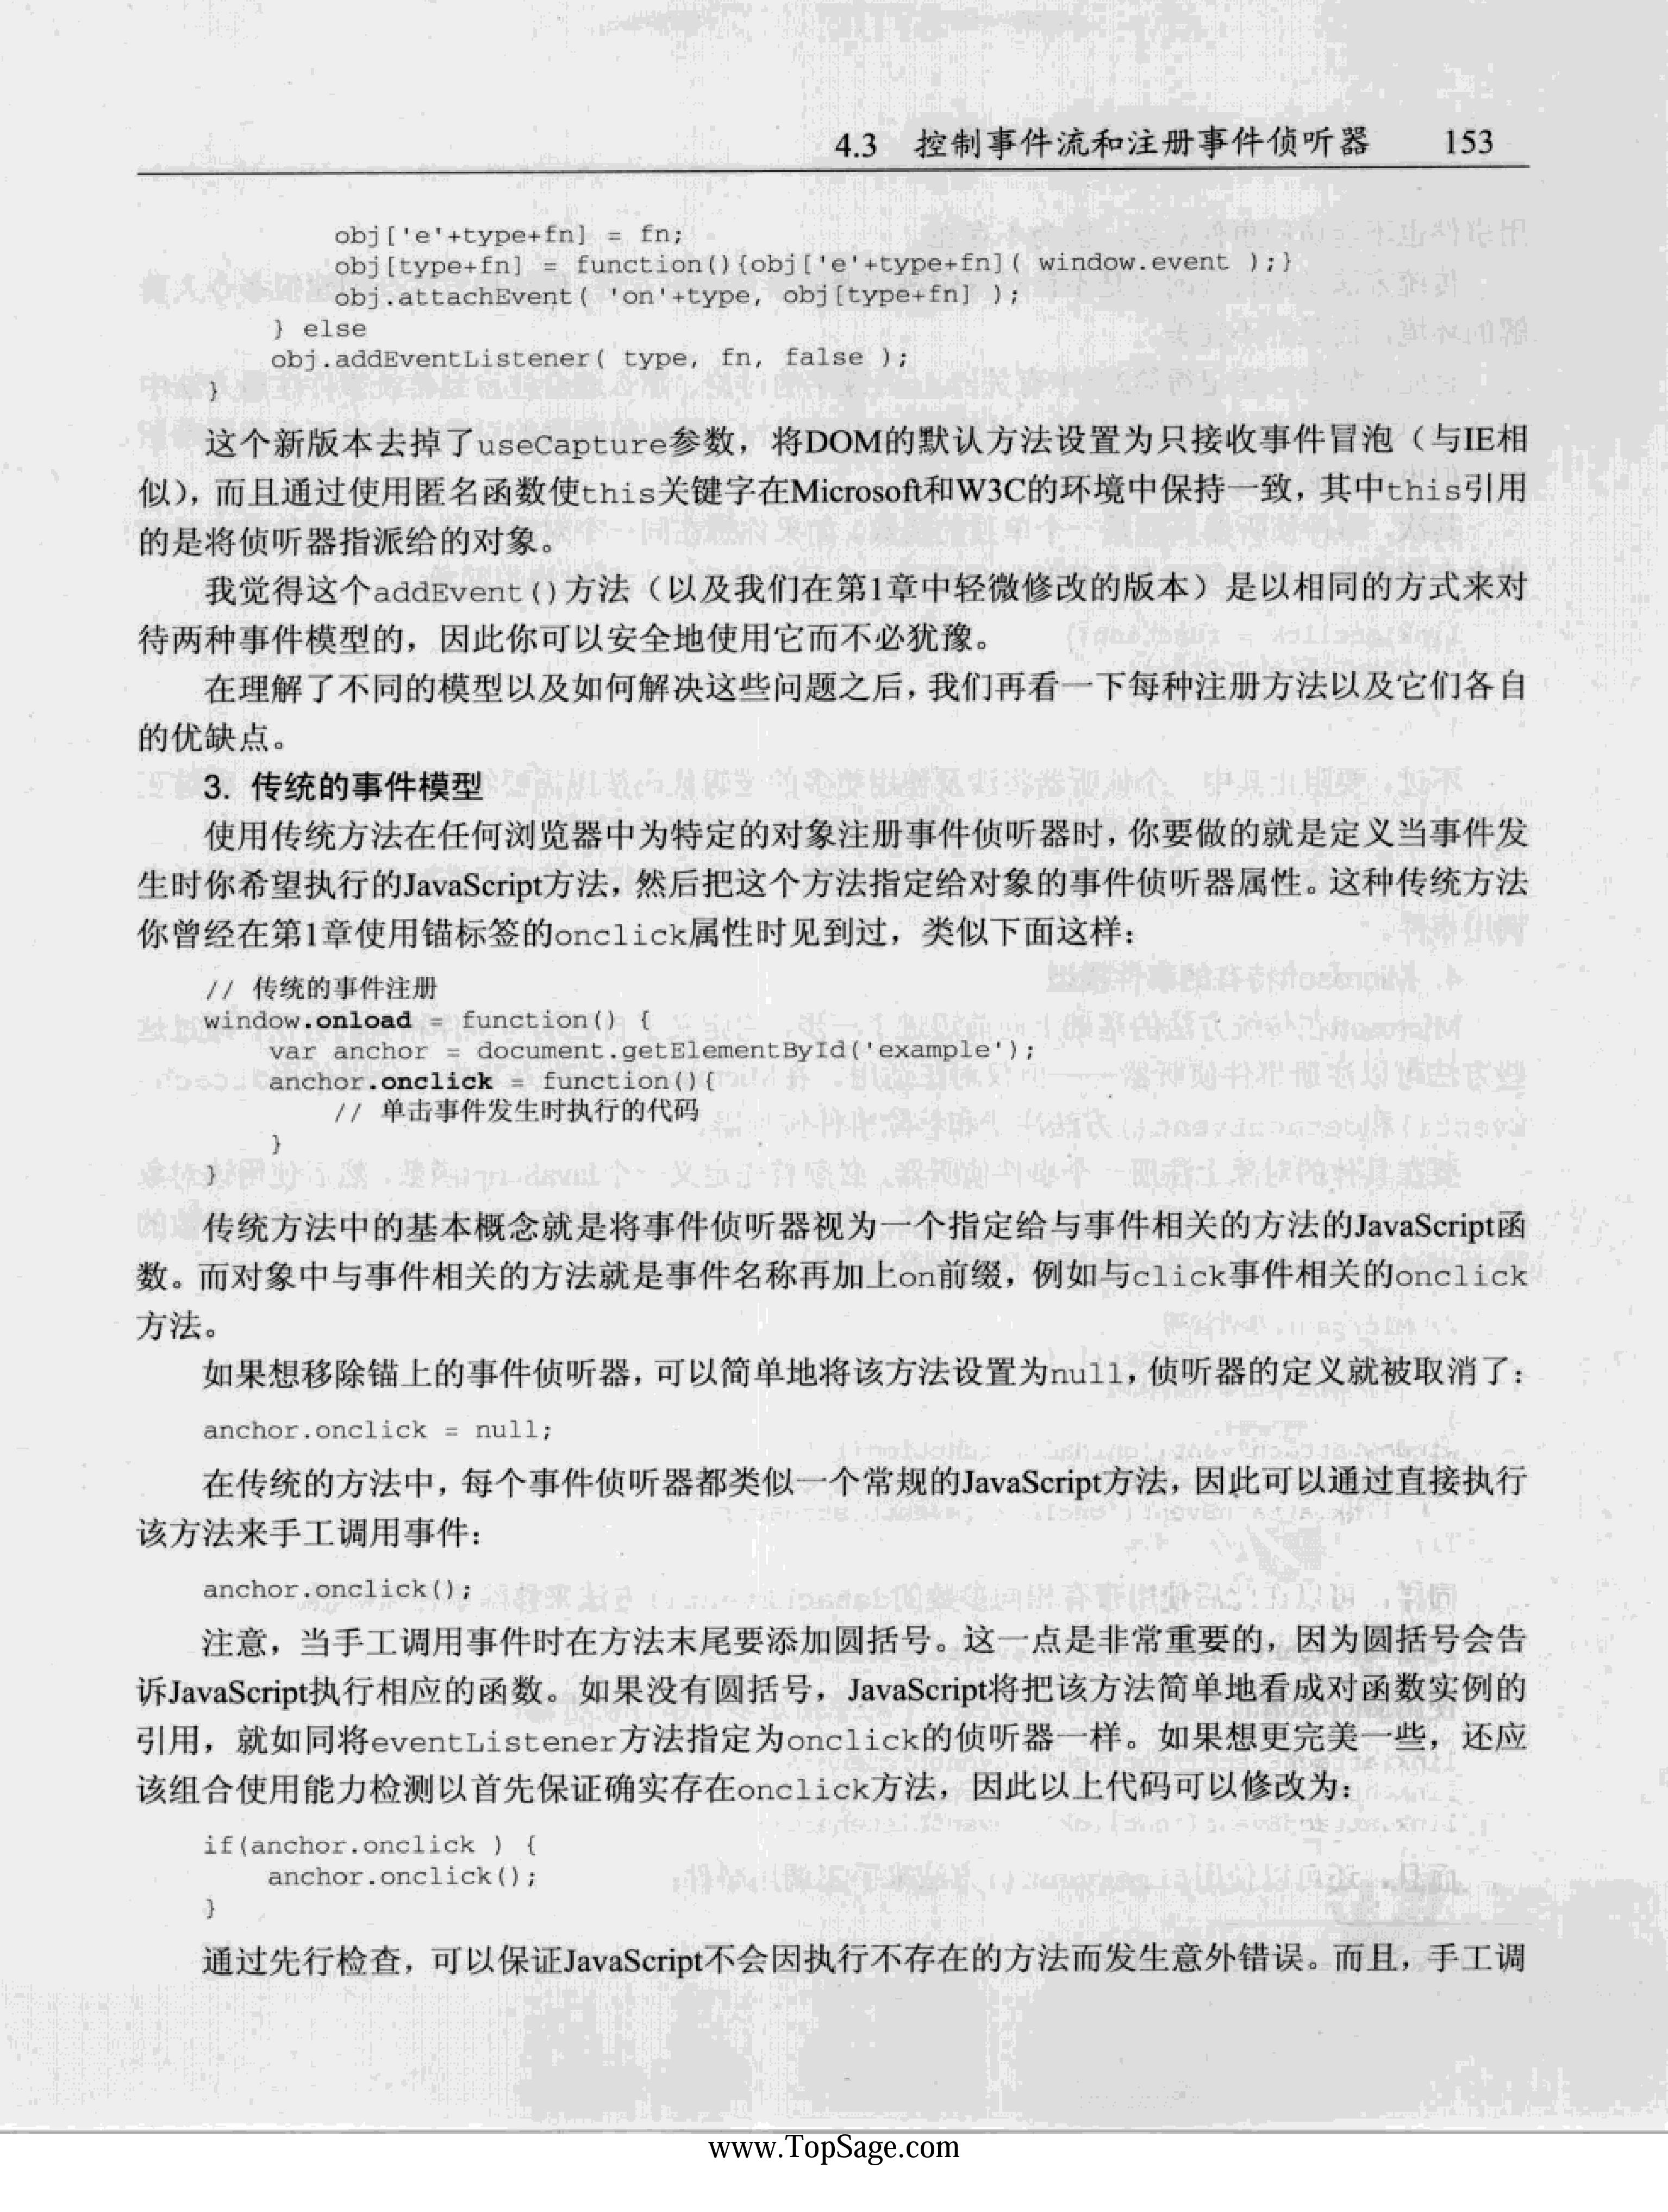 4.3 控制事件流和注册事件侦听器 153
obj['e'+type+fn] = fn;
obj[type+fn] = function(){obj['e'+type+fn]( window.event );}
obj.attachEvent( 'on'+type, obj[type+fn] );
} else
obj.addEventListener( type, fn, false );
}
这个新版本去掉了useCapture参数，将DOM的默认方法设置为只接收事件冒泡（与IE相
似），而且通过使用匿名函数使this关键字在Microsoft和W3C的环境中保持一致，其中this引用
的是将侦听器指派给的对象。
我觉得这个addEvent()方法（以及我们在第1章中轻微修改的版本）是以相同的方式来对
待两种事件模型的，因此你可以安全地使用它而不必犹豫。
在理解了不同的模型以及如何解决这些问题之后，我们再看一下每种注册方法以及它们各自
的优缺点。
3. 传统的事件模型
使用传统方法在任何浏览器中为特定的对象注册事件侦听器时，你要做的就是定义当事件发
生时你希望执行的JavaScript方法，然后把这个方法指定给对象的事件侦听器属性。这种传统方法
你曾经在第1章使用锚标签的onclick属性时见到过，类似下面这样：
// 传统的事件注册
window.onload = function() {
var anchor = document.getElementById('example');
anchor.onclick = function(){
// 单击事件发生时执行的代码
}
}
传统方法中的基本概念就是将事件侦听器视为一个指定给与事件相关的方法的JavaScript函
数。而对象中与事件相关的方法就是事件名称再加上on前缀，例如与click事件相关的onclick
方法。
如果想移除锚上的事件侦听器，可以简单地将该方法设置为null，侦听器的定义就被取消了：
anchor.onclick = null;
在传统的方法中，每个事件侦听器都类似一个常规的JavaScript方法，因此可以通过直接执行
该方法来手工调用事件：
anchor.onclick();
注意，当手工调用事件时在方法末尾要添加圆括号。这一点是非常重要的，因为圆括号会告
诉JavaScript执行相应的函数。如果没有圆括号，JavaScript将把该方法简单地看成对函数实例的
引用，就如同将eventListener方法指定为onclick的侦听器一样。如果想更完美一些，还应
该组合使用能力检测以首先保证确实存在onclick方法，因此以上代码可以修改为：
if(anchor.onclick ) {
anchor.onclick();
}
通过先行检查，可以保证JavaScript不会因执行不存在的方法而发生意外错误。而且，手工调
www.TopSage.com